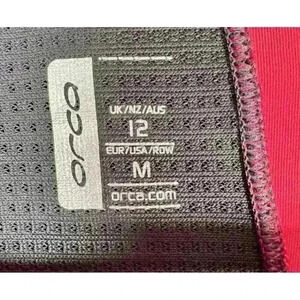 orca
UK/NZ/AUS
12
EUR/USA/ROW
M
orca.com